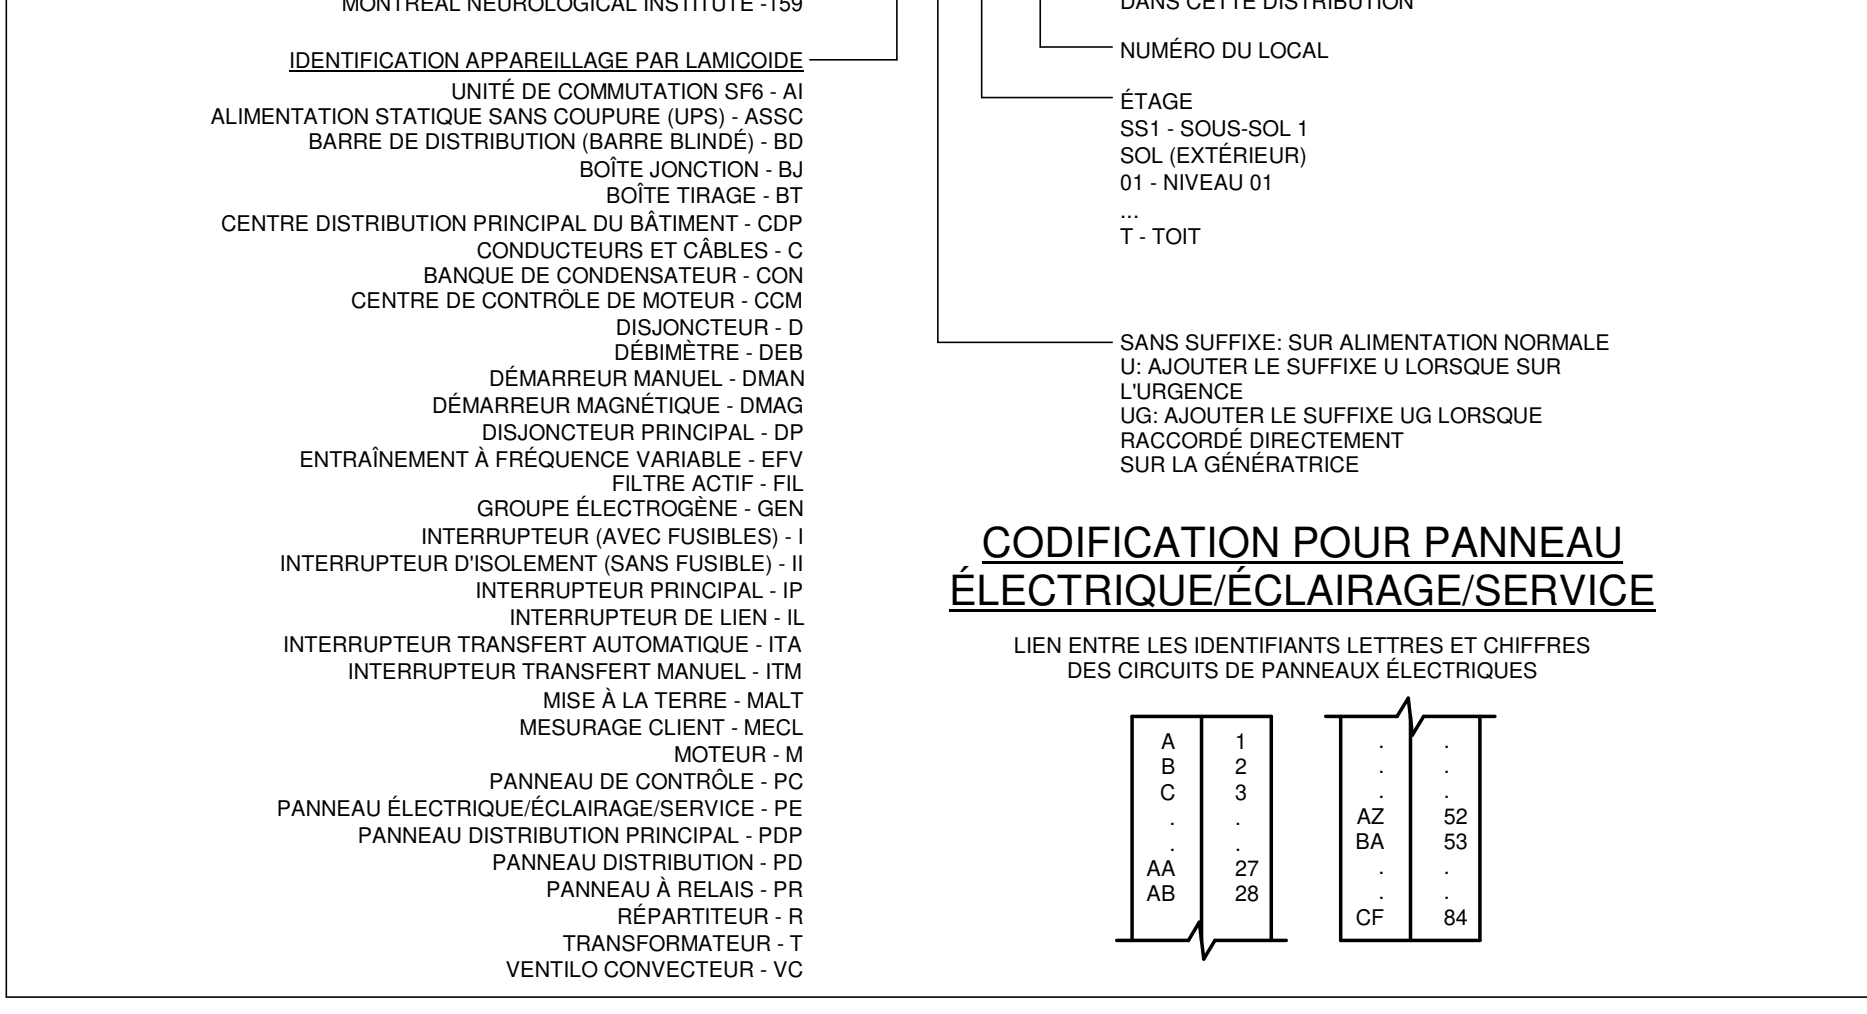 MONTREAL NEUROLOGICAL INSTITUTE -159
IDENTIFICATION APPAREILLAGE PAR LAMICOIDE
UNITÉ DE COMMUTATION SF6 - AI
ALIMENTATION STATIQUE SANS COUPURE (UPS) - ASSC
BARRE DE DISTRIBUTION (BARRE BLINDÉ) - BD
BOÎTE JONCTION - BJ
BOÎTE TIRAGE - BT
CENTRE DISTRIBUTION PRINCIPAL DU BÂTIMENT - CDP
CONDUCTEURS ET CÂBLES - C
BANQUE DE CONDENSATEUR - CON
CENTRE DE CONTRÔLE DE MOTEUR - CCM
DISJONCTEUR - D
DÉBIMÈTRE - DEB
DÉMARREUR MANUEL - DMAN
DÉMARREUR MAGNÉTIQUE - DMAG
DISJONCTEUR PRINCIPAL - DP
ENTRAÎNEMENT À FRÉQUENCE VARIABLE - EFV
FILTRE ACTIF - FIL
GROUPE ÉLECTROGÈNE - GEN
INTERRUPTEUR (AVEC FUSIBLES) - I
INTERRUPTEUR D'ISOLEMENT (SANS FUSIBLE) - II
INTERRUPTEUR PRINCIPAL - IP
INTERRUPTEUR DE LIEN - IL
INTERRUPTEUR TRANSFERT AUTOMATIQUE - ITA
INTERRUPTEUR TRANSFERT MANUEL - ITM
MISE À LA TERRE - MALT
MESURAGE CLIENT - MECL
MOTEUR - M
PANNEAU DE CONTRÔLE - PC
PANNEAU ÉLECTRIQUE/ÉCLAIRAGE/SERVICE - PE
PANNEAU DISTRIBUTION PRINCIPAL - PDP
PANNEAU DISTRIBUTION - PD
PANNEAU À RELAIS - PR
RÉPARTITEUR - R
TRANSFORMATEUR - T
VENTILO CONVECTEUR - VC
DANS CETTE DISTRIBUTION
NUMÉRO DU LOCAL
ÉTAGE
SS1 - SOUS-SOL 1
SOL (EXTÉRIEUR)
01 - NIVEAU 01
...
T - TOIT
SANS SUFFIXE: SUR ALIMENTATION NORMALE
U: AJOUTER LE SUFFIXE U LORSQUE SUR
L'URGENCE
UG: AJOUTER LE SUFFIXE UG LORSQUE
RACCORDÉ DIRECTEMENT
SUR LA GÉNÉRATRICE
CODIFICATION POUR PANNEAU
ÉLECTRIQUE/ÉCLAIRAGE/SERVICE
LIEN ENTRE LES IDENTIFIANTS LETTRES ET CHIFFRES
DES CIRCUITS DE PANNEAUX ÉLECTRIQUES
A 1
B 2
C 3
. .
. .
AA 27
AB 28
. .
. .
. .
AZ 52
BA 53
. .
. .
CF 84